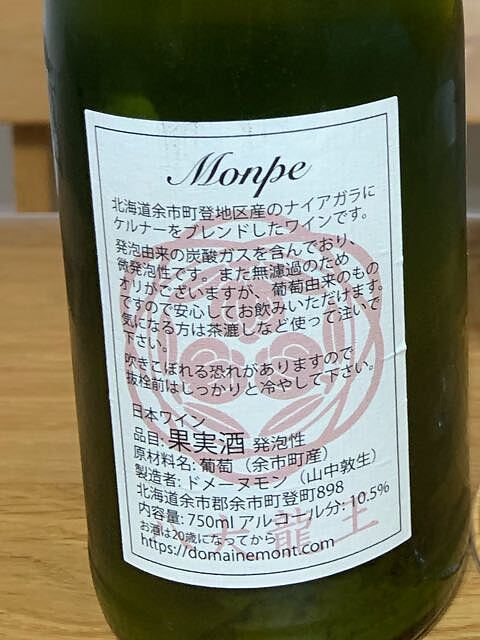 Monpe
北海道余市町登地区産のナイアガラに
ケルナーをブレンドしたワインです。
発泡由来の炭酸ガスを含んでおり、
微発泡性です。また無濾過のため
オリがございますが、葡萄由来のもの
ですので安心してお飲みいただけます。
気になる方は茶漉しなど使って注いで
下さい。
吹きこぼれる恐れがありますので
抜栓前はしっかりと冷やして下さい。
日本ワイン
品目: 果実酒 発泡性
原材料名: 葡萄（余市町産）
製造者: ドメーヌモン（山中敦生）
北海道余市郡余市町登町898
内容量: 750ml アルコール分: 10.5%
お酒は20歳になってから
https://domainemont.com
龍王